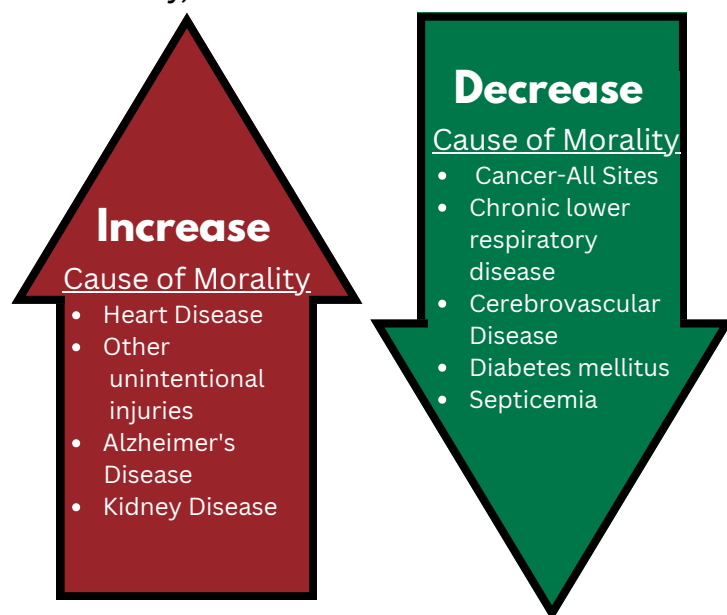 Increase
Cause of Morality
• Heart Disease
• Other
unintentional
injuries
• Alzheimer's
Disease
• Kidney Disease
Decrease
Cause of Morality
• Cancer-All Sites
• Chronic lower
respiratory
disease
• Cerebrovascular
Disease
• Diabetes mellitus
• Septicemia